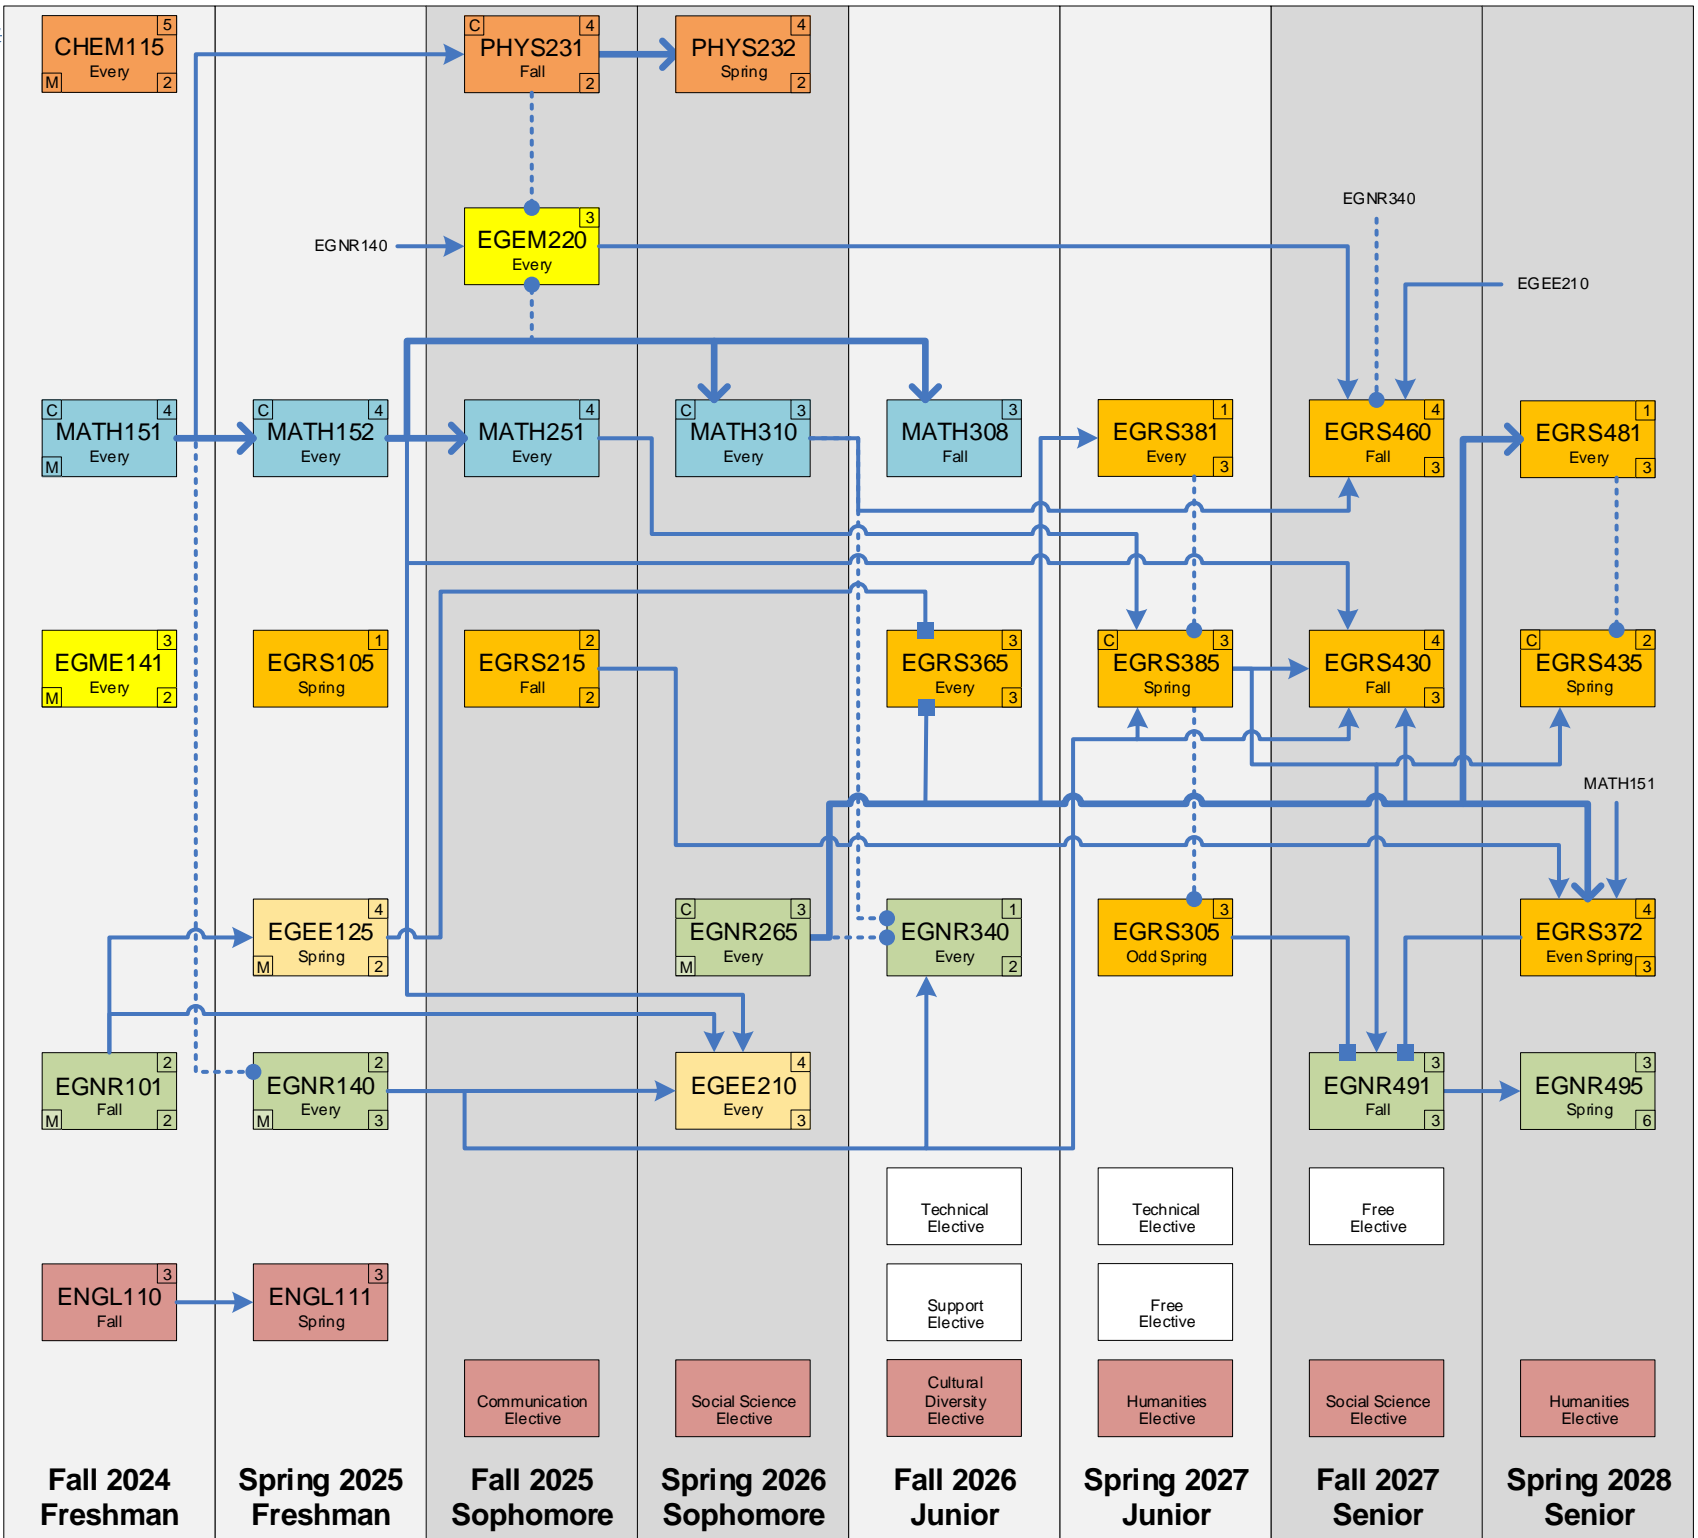 5
CHEM115
Every
M
2
C
4
PHYS231
Fall
2
4
PHYS232
Spring
2
EGNR140
3
EGEM220
Every
EGNR340
EGEE210
C
4
MATH151
Every
M
C
4
MATH152
Every
4
MATH251
Every
C
3
MATH310
Every
3
MATH308
Fall
1
EGRS381
Every
3
4
EGRS460
Fall
3
1
EGRS481
Every
3
3
EGME141
Every
M
2
1
EGRS105
Spring
2
EGRS215
Fall
2
3
EGRS365
Every
3
C
3
EGRS385
Spring
4
EGRS430
Fall
3
C
2
EGRS435
Spring
MATH151
4
EGEE125
Spring
M
2
C
3
EGNR265
Every
M
1
EGNR340
Every
2
3
EGRS305
Odd Spring
4
EGRS372
Even Spring
3
2
EGNR101
Fall
M
2
2
EGNR140
Every
M
3
4
EGEE210
Every
3
3
EGNR491
Fall
3
3
EGNR495
Spring
6
Technical
Elective
Technical
Elective
Free
Elective
3
ENGL110
Fall
3
ENGL111
Spring
Support
Elective
Free
Elective
Communication
Elective
Social Science
Elective
Cultural
Diversity
Elective
Humanities
Elective
Social Science
Elective
Humanities
Elective
Fall 2024
Freshman
Spring 2025
Freshman
Fall 2025
Sophomore
Spring 2026
Sophomore
Fall 2026
Junior
Spring 2027
Junior
Fall 2027
Senior
Spring 2028
Senior